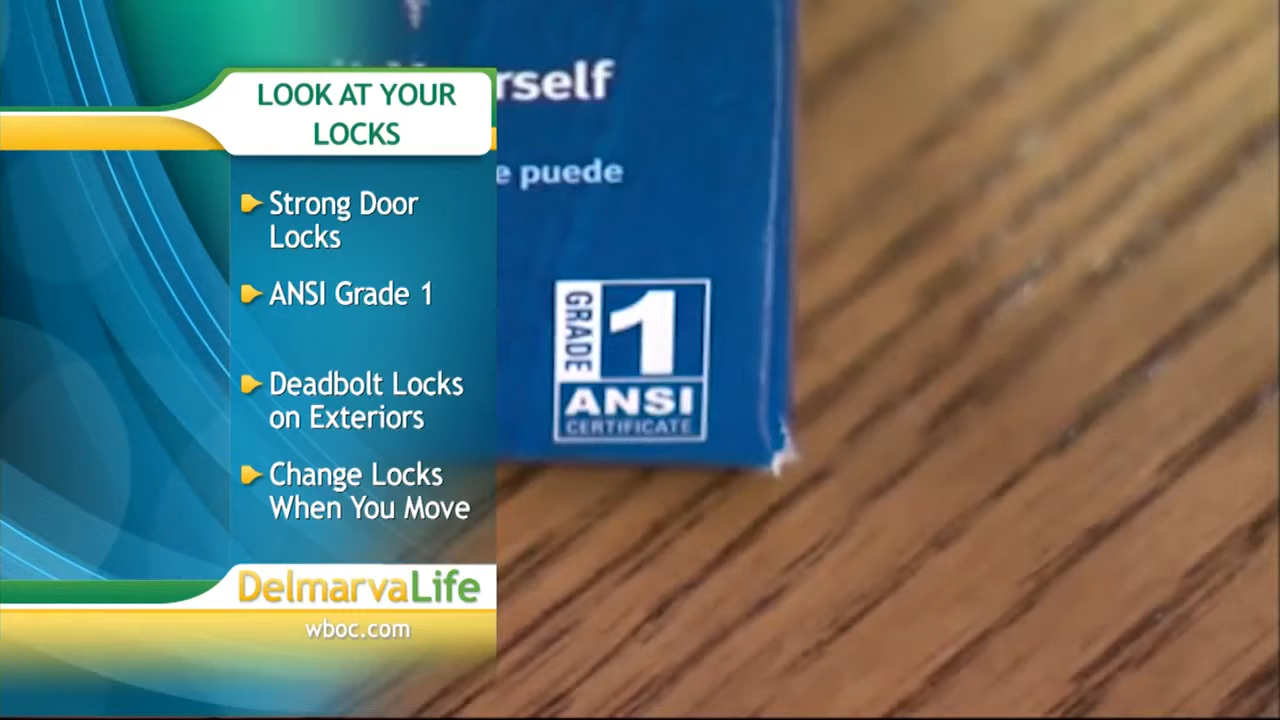 LOOK AT YOUR
LOCKS
Strong Door
Locks
ANSI Grade 1
Deadbolt Locks
on Exteriors
Change Locks
When You Move
DelmarvaLife
wboc.com
rself
e puede
GRADE
1
ANSI
CERTIFICATE